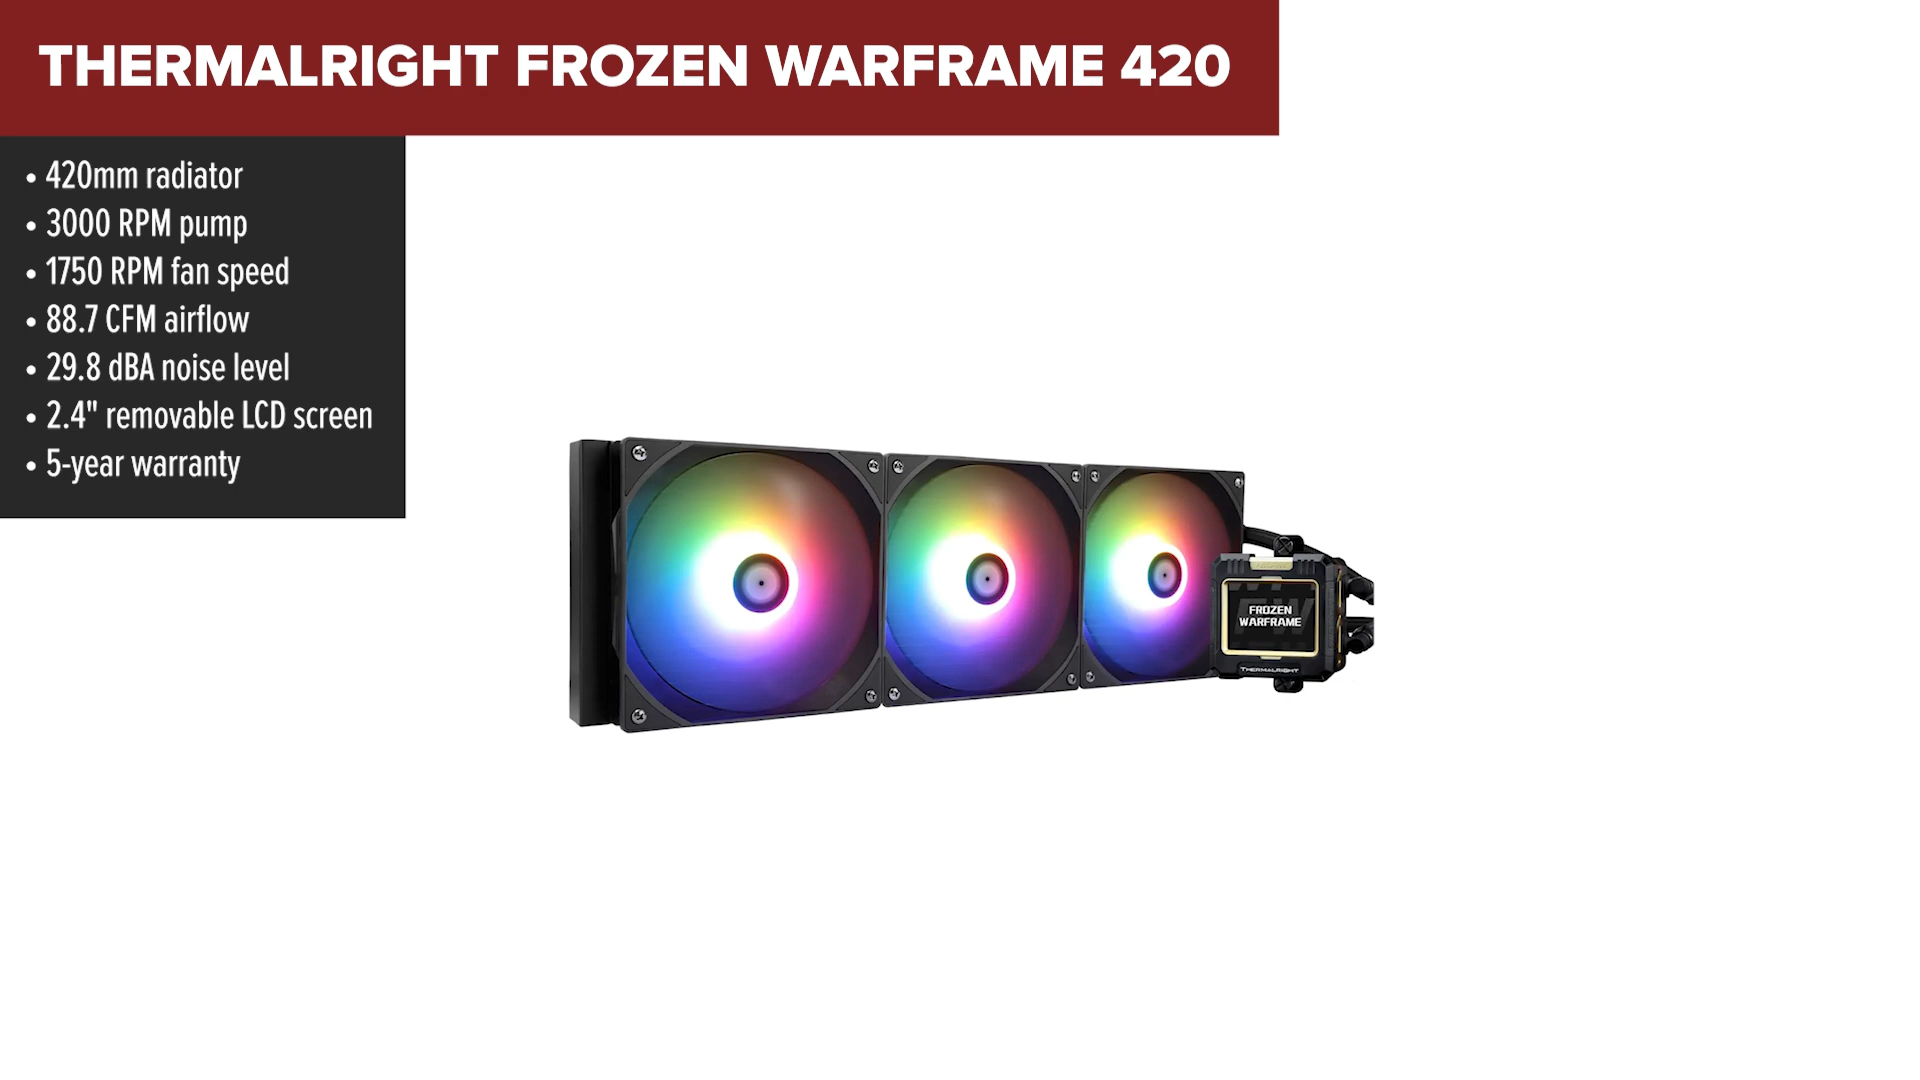 THERMALRIGHT FROZEN WARFRAME 420
• 420mm radiator
• 3000 RPM pump
• 1750 RPM fan speed
• 88.7 CFM airflow
• 29.8 dBA noise level
• 2.4" removable LCD screen
• 5-year warranty
FROZEN
WARFRAME
THERMALRIGHT